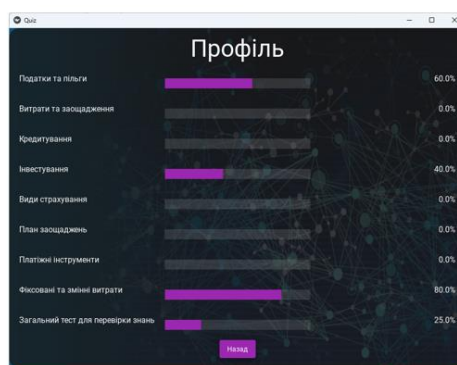 Quiz
Профіль
Податки та пільги 60.0%
Витрати та заощадження 0.0%
Кредитування 0.0%
Інвестування 40.0%
Види страхування 0.0%
План заощаджень 0.0%
Платіжні інструменти 0.0%
Фіксовані та змінні витрати 80.0%
Загальний тест для перевірки знань 25.0%
Назад